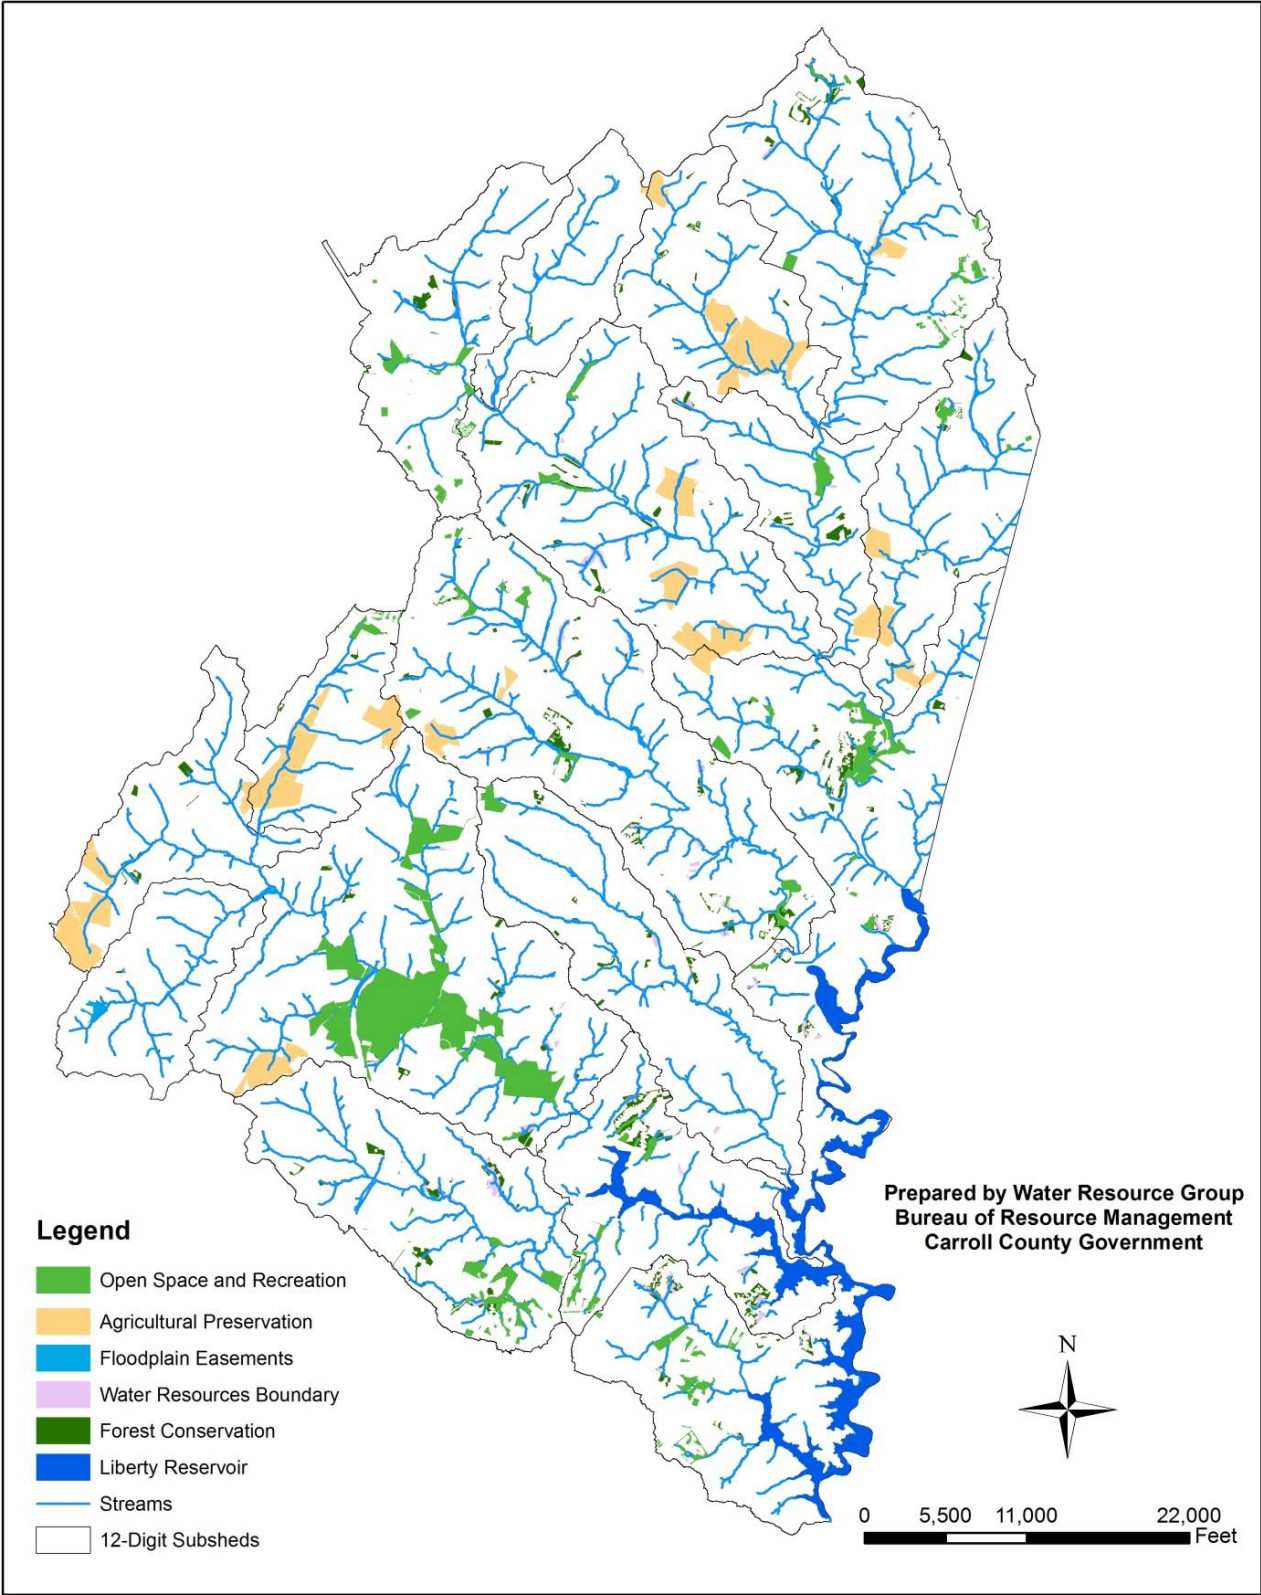 Prepared by Water Resource Group
Bureau of Resource Management
Carroll County Government
Legend
Open Space and Recreation
Agricultural Preservation
Floodplain Easements
Water Resources Boundary
Forest Conservation
Liberty Reservoir
Streams
12-Digit Subsheds
N
0 5,500 11,000 22,000
Feet